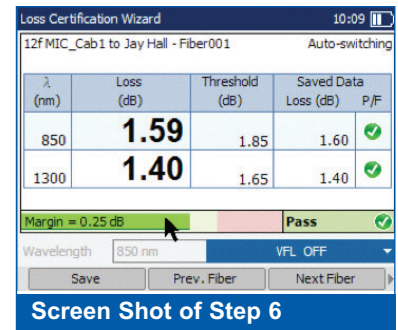 Loss Certification Wizard 10:09
12f MIC_Cab1 to Jay Hall - Fiber001 Auto-switching
λ Loss Threshold Saved Data
(nm) (dB) (dB) Loss (dB) P/F
850 1.59 1.85 1.60
1300 1.40 1.65 1.40
Margin = 0.25 dB Pass
Wavelength 850 nm VFL OFF
Save Prev. Fiber Next Fiber
Screen Shot of Step 6